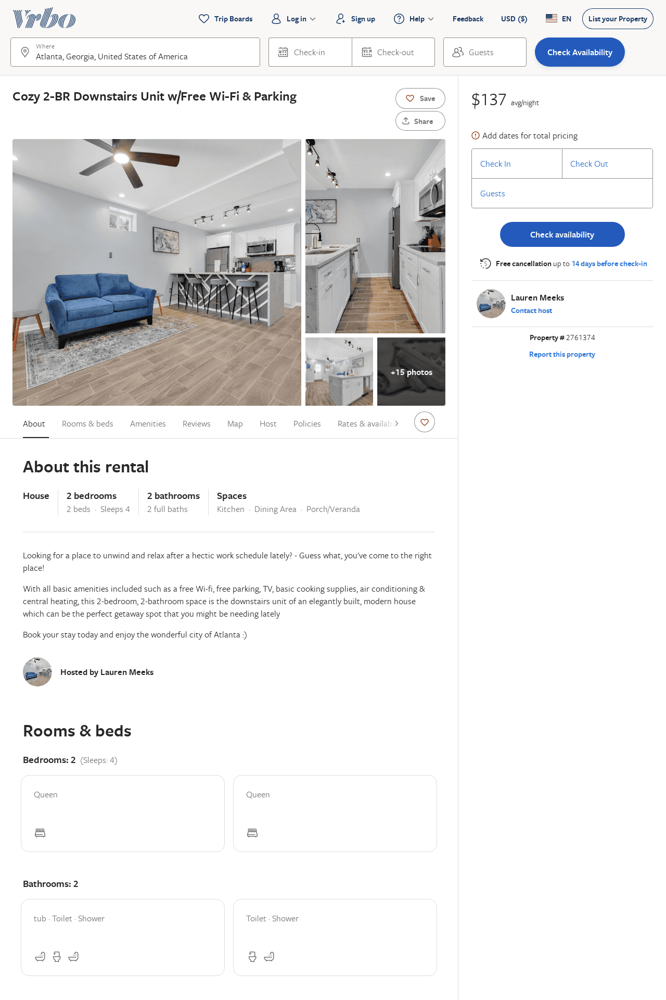 Vrbo
Trip Boards
Log in
Sign up
Help
Feedback
USD ($)
EN
List your Property
Where
Atlanta, Georgia, United States of America
Check-in
Check-out
Guests
Check Availability
Cozy 2-BR Downstairs Unit w/Free Wi-Fi & Parking
Save
Share
+15 photos
$137 avg/night
Add dates for total pricing
Check In
Check Out
Guests
Check availability
Free cancellation up to 14 days before check-in
Lauren Meeks
Contact host
Property # 2761374
Report this property
About
Rooms & beds
Amenities
Reviews
Map
Host
Policies
Rates & availab
About this rental
House
2 bedrooms
2 beds · Sleeps 4
2 bathrooms
2 full baths
Spaces
Kitchen · Dining Area · Porch/Veranda
Looking for a place to unwind and relax after a hectic work schedule lately? - Guess what, you've come to the right
place!
With all basic amenities included such as a free Wi-fi, free parking, TV, basic cooking supplies, air conditioning &
central heating, this 2-bedroom, 2-bathroom space is the downstairs unit of an elegantly built, modern house
which can be the perfect getaway spot that you might be needing lately
Book your stay today and enjoy the wonderful city of Atlanta :)
Hosted by Lauren Meeks
Rooms & beds
Bedrooms: 2 (Sleeps: 4)
Queen
Queen
Bathrooms: 2
tub · Toilet · Shower
Toilet · Shower